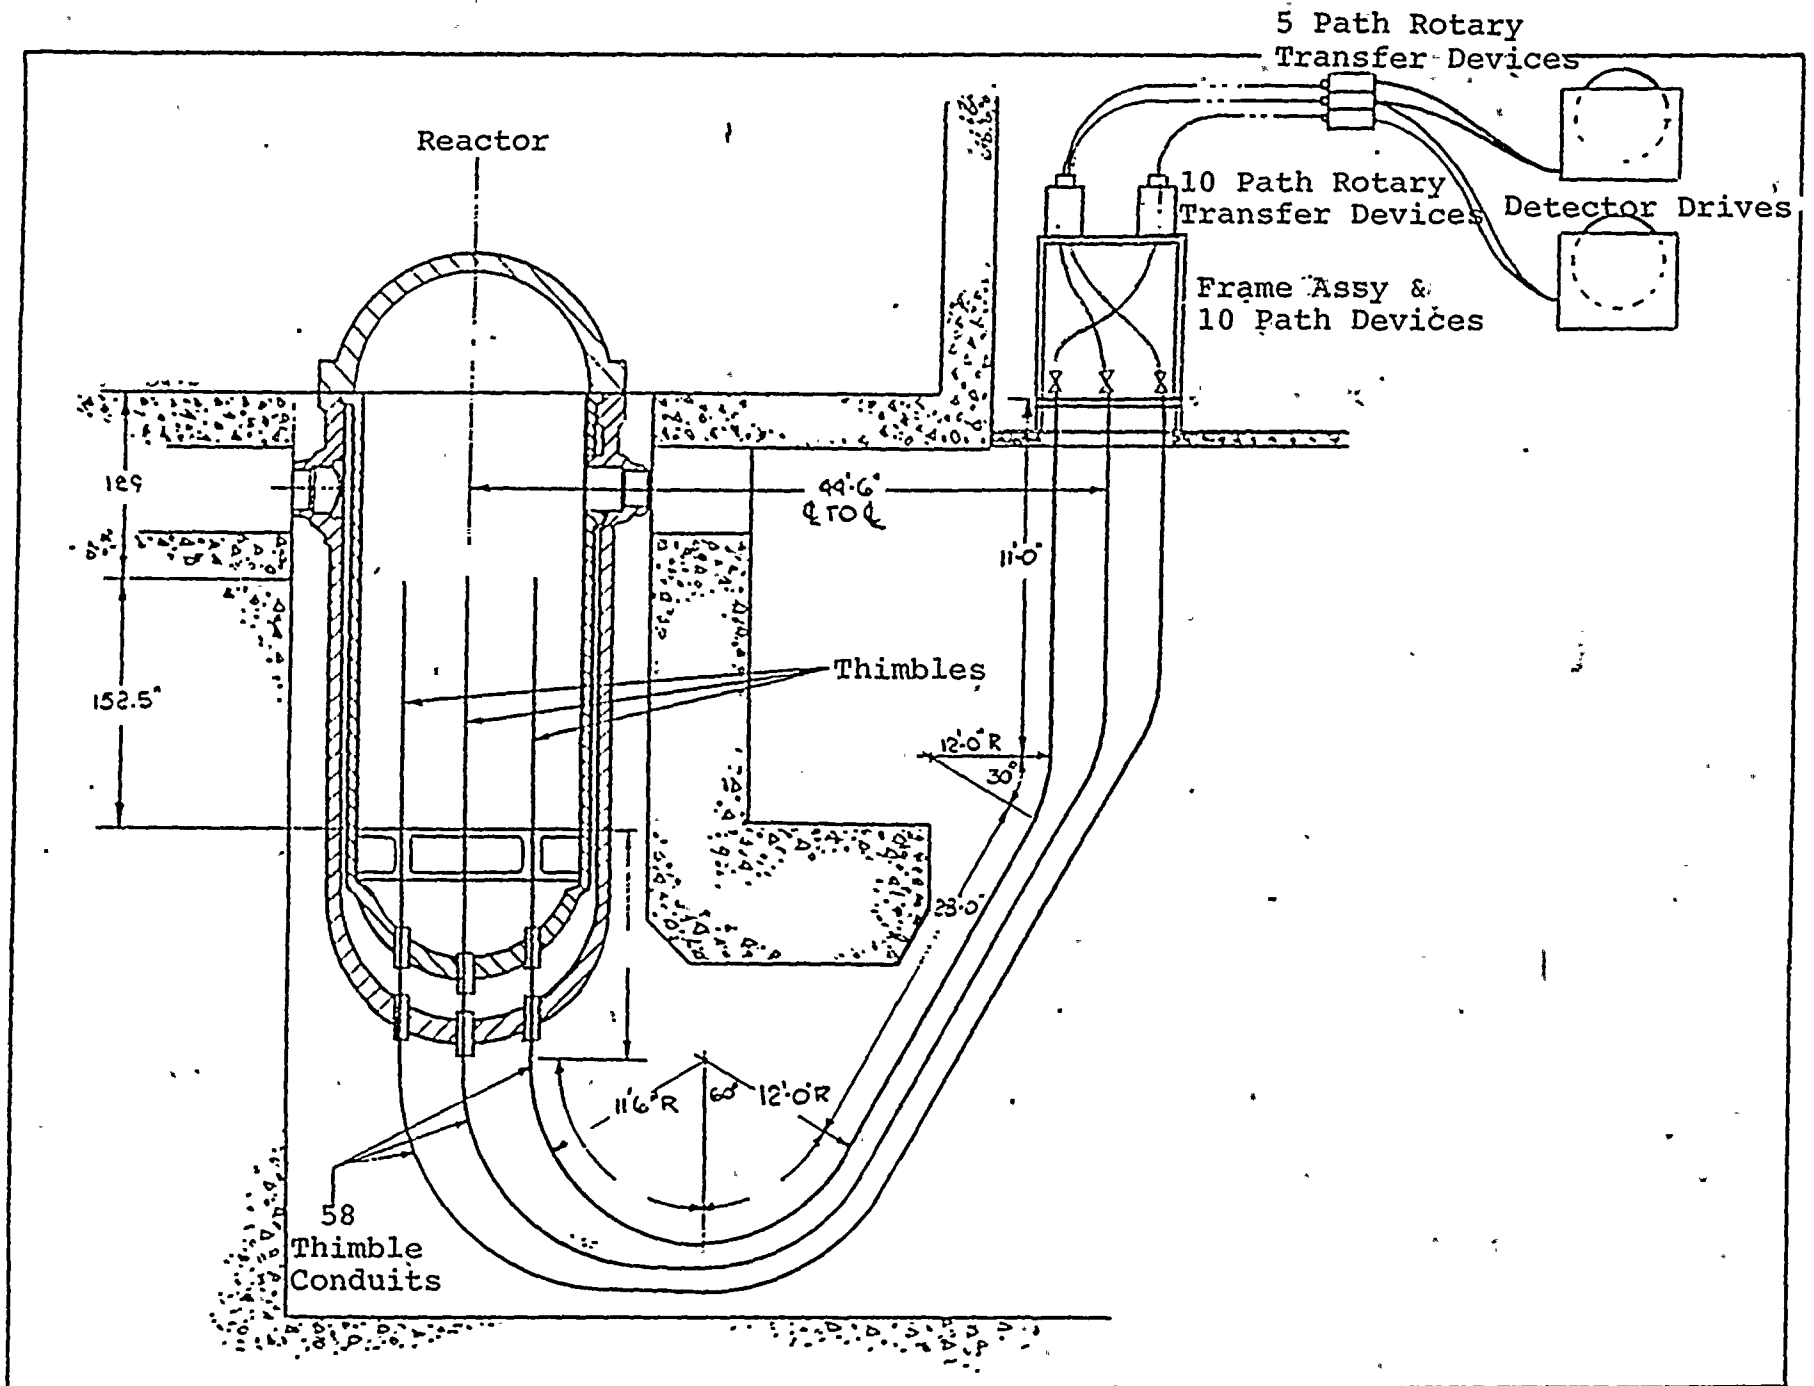 5 Path Rotary
Transfer Devices
Reactor
10 Path Rotary
Transfer Devices
Detector Drives
Frame Assy &
10 Path Devices
129
44'-6"
℄ TO ℄
11'-0"
152.5"
Thimbles
12'-0"R
30°
23'-0"
11'6"R
60°
12'-0"R
58
Thimble
Conduits